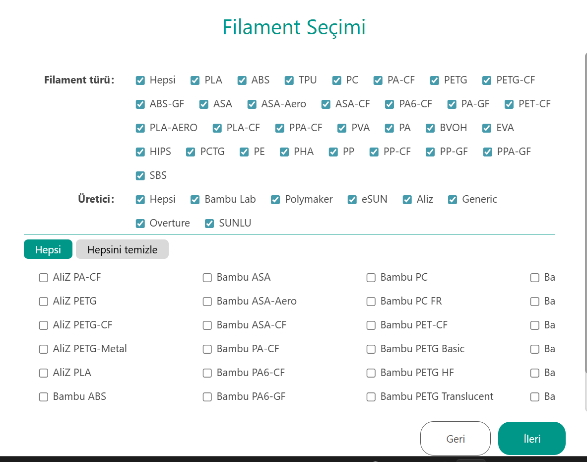 Filament Seçimi
Filament türü: Hepsi PLA ABS TPU PC PA-CF PETG PETG-CF
ABS-GF ASA ASA-Aero ASA-CF PA6-CF PA-GF PET-CF
PLA-AERO PLA-CF PPA-CF PVA PA BVOH EVA
HIPS PCTG PE PHA PP PP-CF PP-GF PPA-GF
SBS
Üretici: Hepsi Bambu Lab Polymaker eSUN Aliz Generic
Overture SUNLU
Hepsi Hepsini temizle
AliZ PA-CF Bambu ASA Bambu PC Ba
AliZ PETG Bambu ASA-Aero Bambu PC FR Ba
AliZ PETG-CF Bambu ASA-CF Bambu PET-CF Ba
AliZ PETG-Metal Bambu PA-CF Bambu PETG Basic Ba
AliZ PLA Bambu PA6-CF Bambu PETG HF Ba
Bambu ABS Bambu PA6-GF Bambu PETG Translucent Ba
Geri İleri